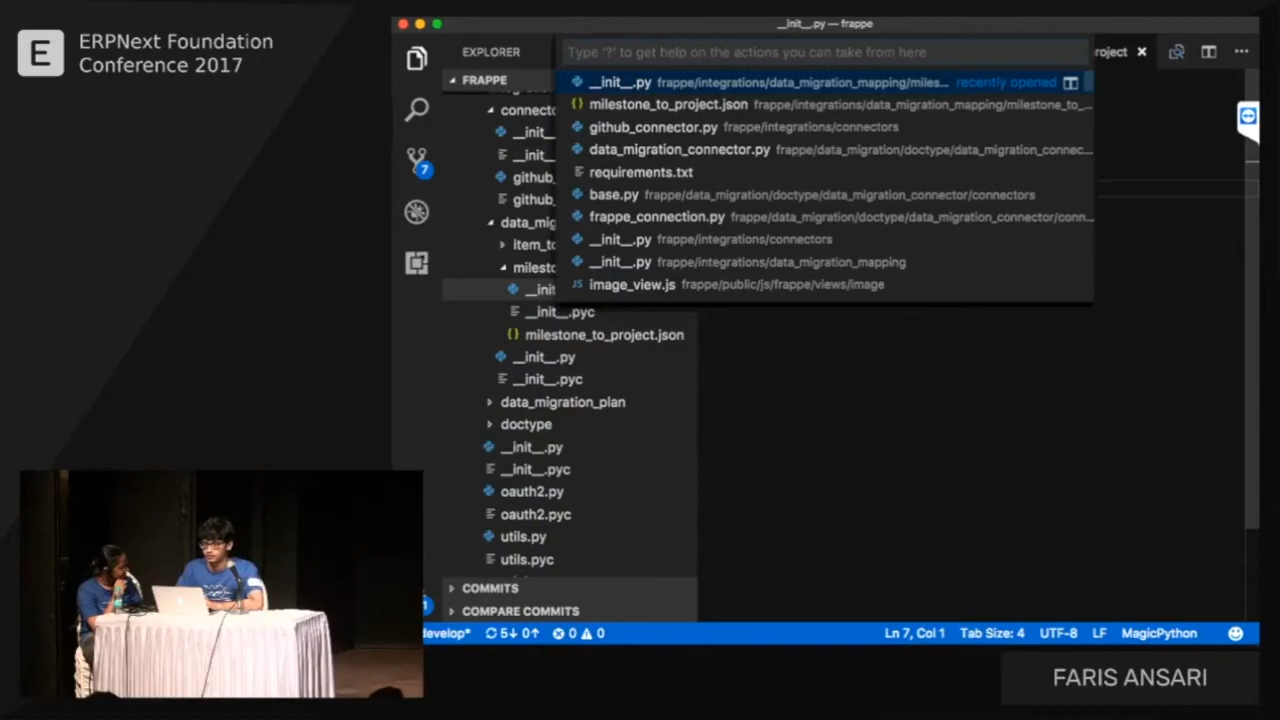 E
ERPNext Foundation
Conference 2017
__init__.py — frappe
EXPLORER
Type '?' to get help on the actions you can take from here
roject
FRAPPE
__init__.py frappe/integrations/data_migration_mapping/miles... recently opened
milestone_to_project.json frappe/integrations/data_migration_mapping/milestone_to_...
github_connector.py frappe/integrations/connectors
data_migration_connector.py frappe/data_migration/doctype/data_migration_connec...
requirements.txt
base.py frappe/data_migration/doctype/data_migration_connector/connectors
frappe_connection.py frappe/data_migration/doctype/data_migration_connector/conn...
__init__.py frappe/integrations/connectors
__init__.py frappe/integrations/data_migration_mapping
image_view.js frappe/public/js/frappe/views/image
connecto
__init_
__init_
github_
github_
data_mig
item_to
milesto
__init
__init__.pyc
milestone_to_project.json
__init__.py
__init__.pyc
data_migration_plan
doctype
__init__.py
__init__.pyc
oauth2.py
oauth2.pyc
utils.py
utils.pyc
COMMITS
COMPARE COMMITS
7
1
develop* 5↓ 0↑ 0 0
Ln 7, Col 1 Tab Size: 4 UTF-8 LF MagicPython
FARIS ANSARI